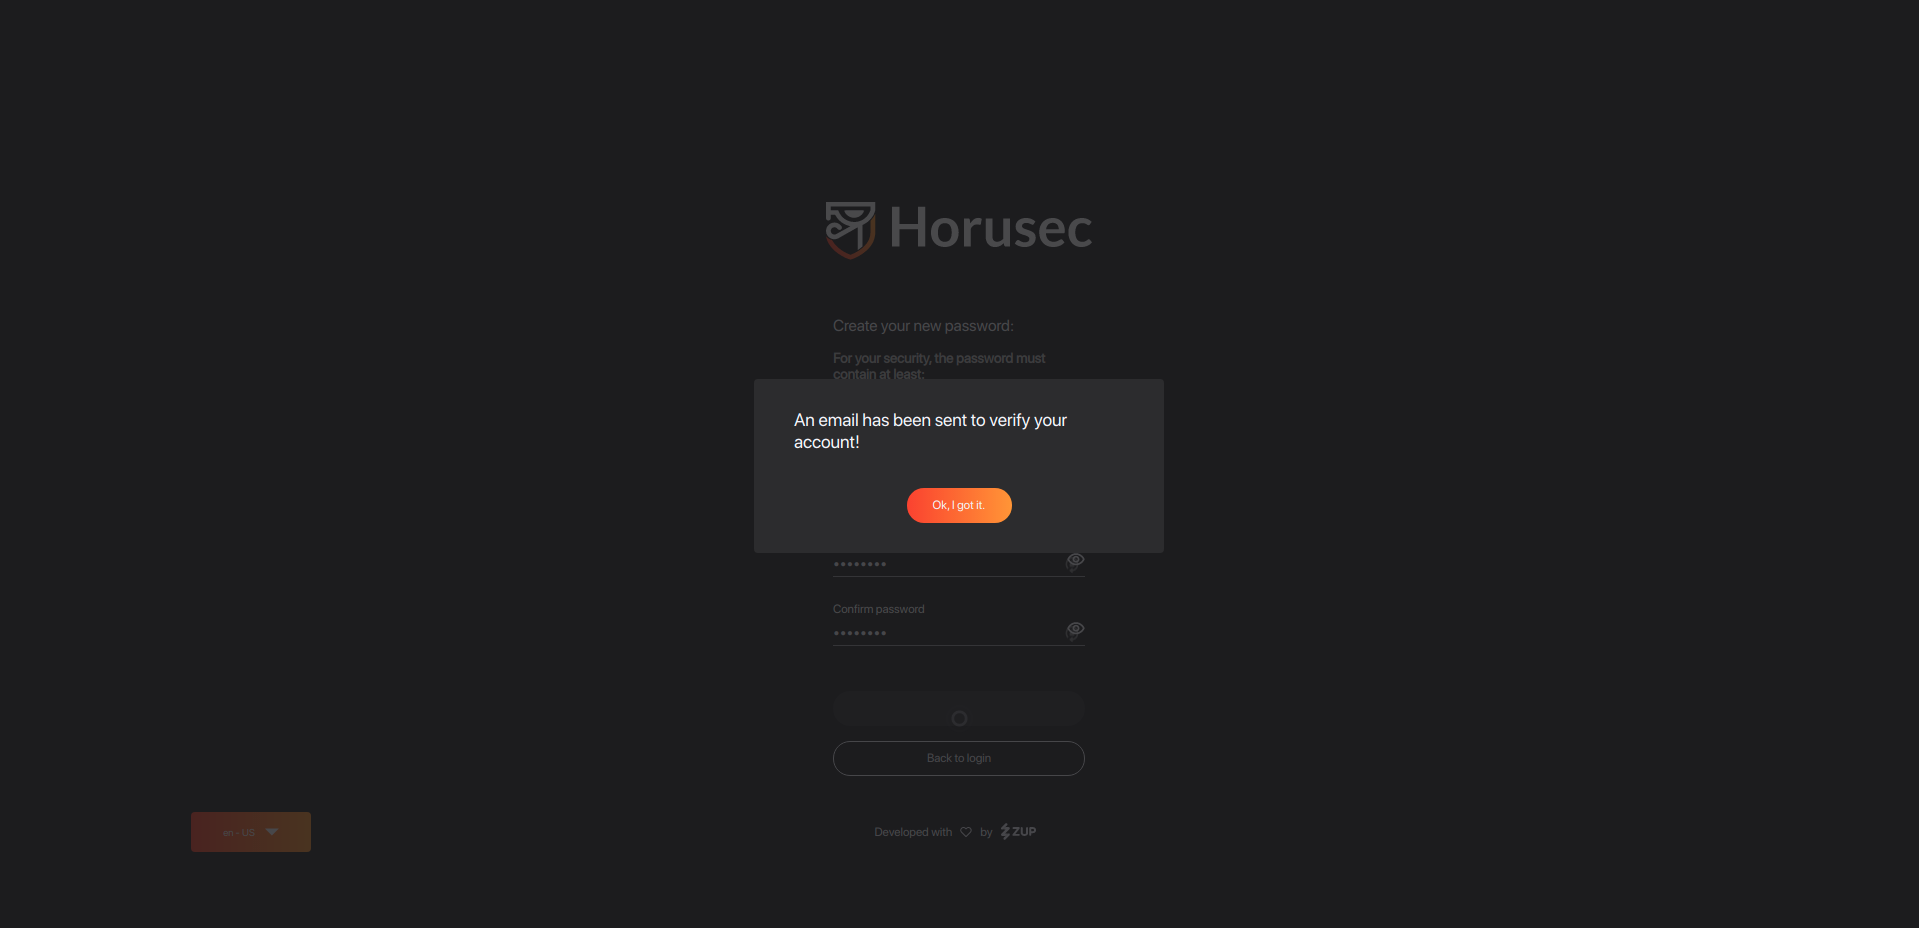 Horusec
Create your new password:
For your security, the password must
contain at least:
An email has been sent to verify your
account!
Ok, I got it.
••••••••
Confirm password
••••••••
Back to login
en - US
Developed with ♡ by ZUP